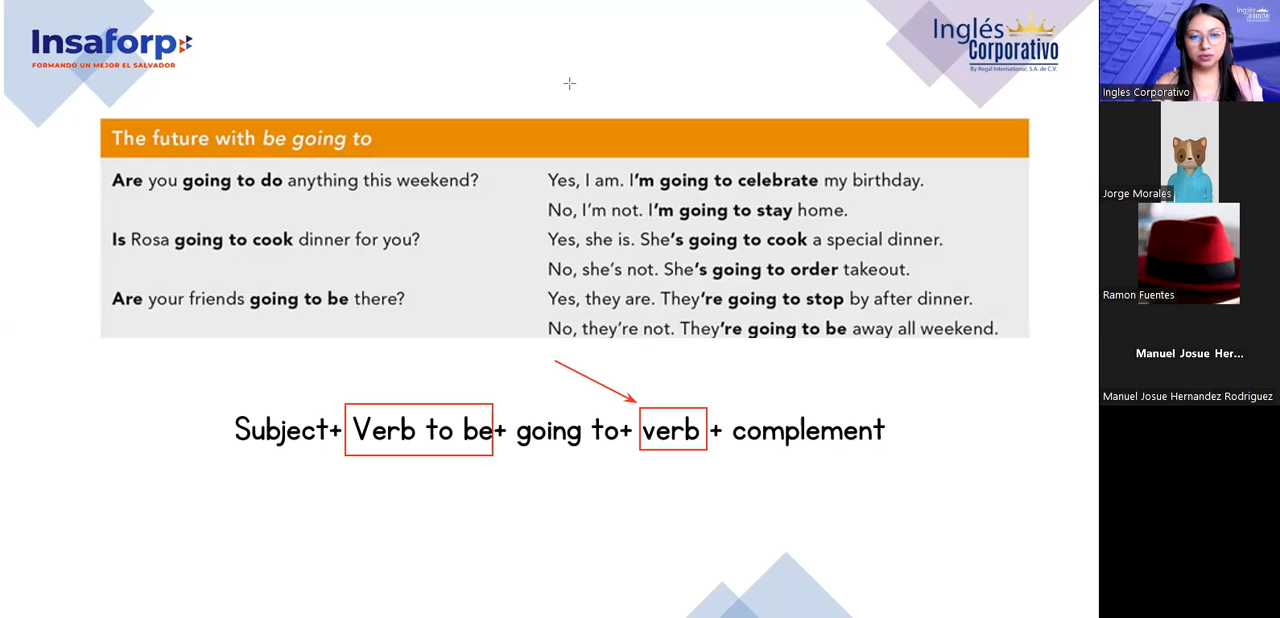 Insaforp
FORMANDO UN MEJOR EL SALVADOR
Inglés
Corporativo
By Regal International, S.A. de C.V.
The future with be going to
Are you going to do anything this weekend?
Yes, I am. I'm going to celebrate my birthday.
No, I'm not. I'm going to stay home.
Is Rosa going to cook dinner for you?
Yes, she is. She's going to cook a special dinner.
No, she's not. She's going to order takeout.
Are your friends going to be there?
Yes, they are. They're going to stop by after dinner.
No, they're not. They're going to be away all weekend.
Subject+ Verb to be+ going to+ verb + complement
Inglés
Ingles Corporativo
Jorge Morales
Ramon Fuentes
Manuel Josue Her...
Manuel Josue Hernandez Rodriguez